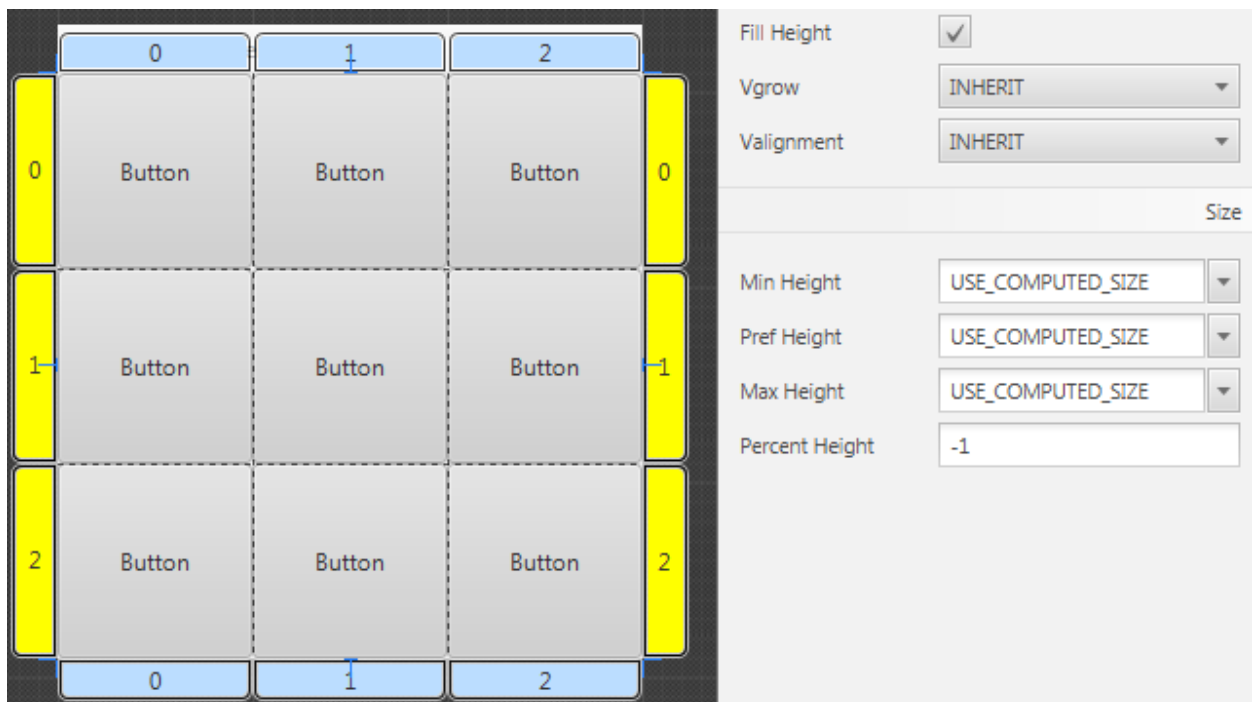 0 1 2
0 Button Button Button 0
1 Button Button Button 1
2 Button Button Button 2
0 1 2
Fill Height
Vgrow INHERIT
Valignment INHERIT
Size
Min Height USE_COMPUTED_SIZE
Pref Height USE_COMPUTED_SIZE
Max Height USE_COMPUTED_SIZE
Percent Height -1